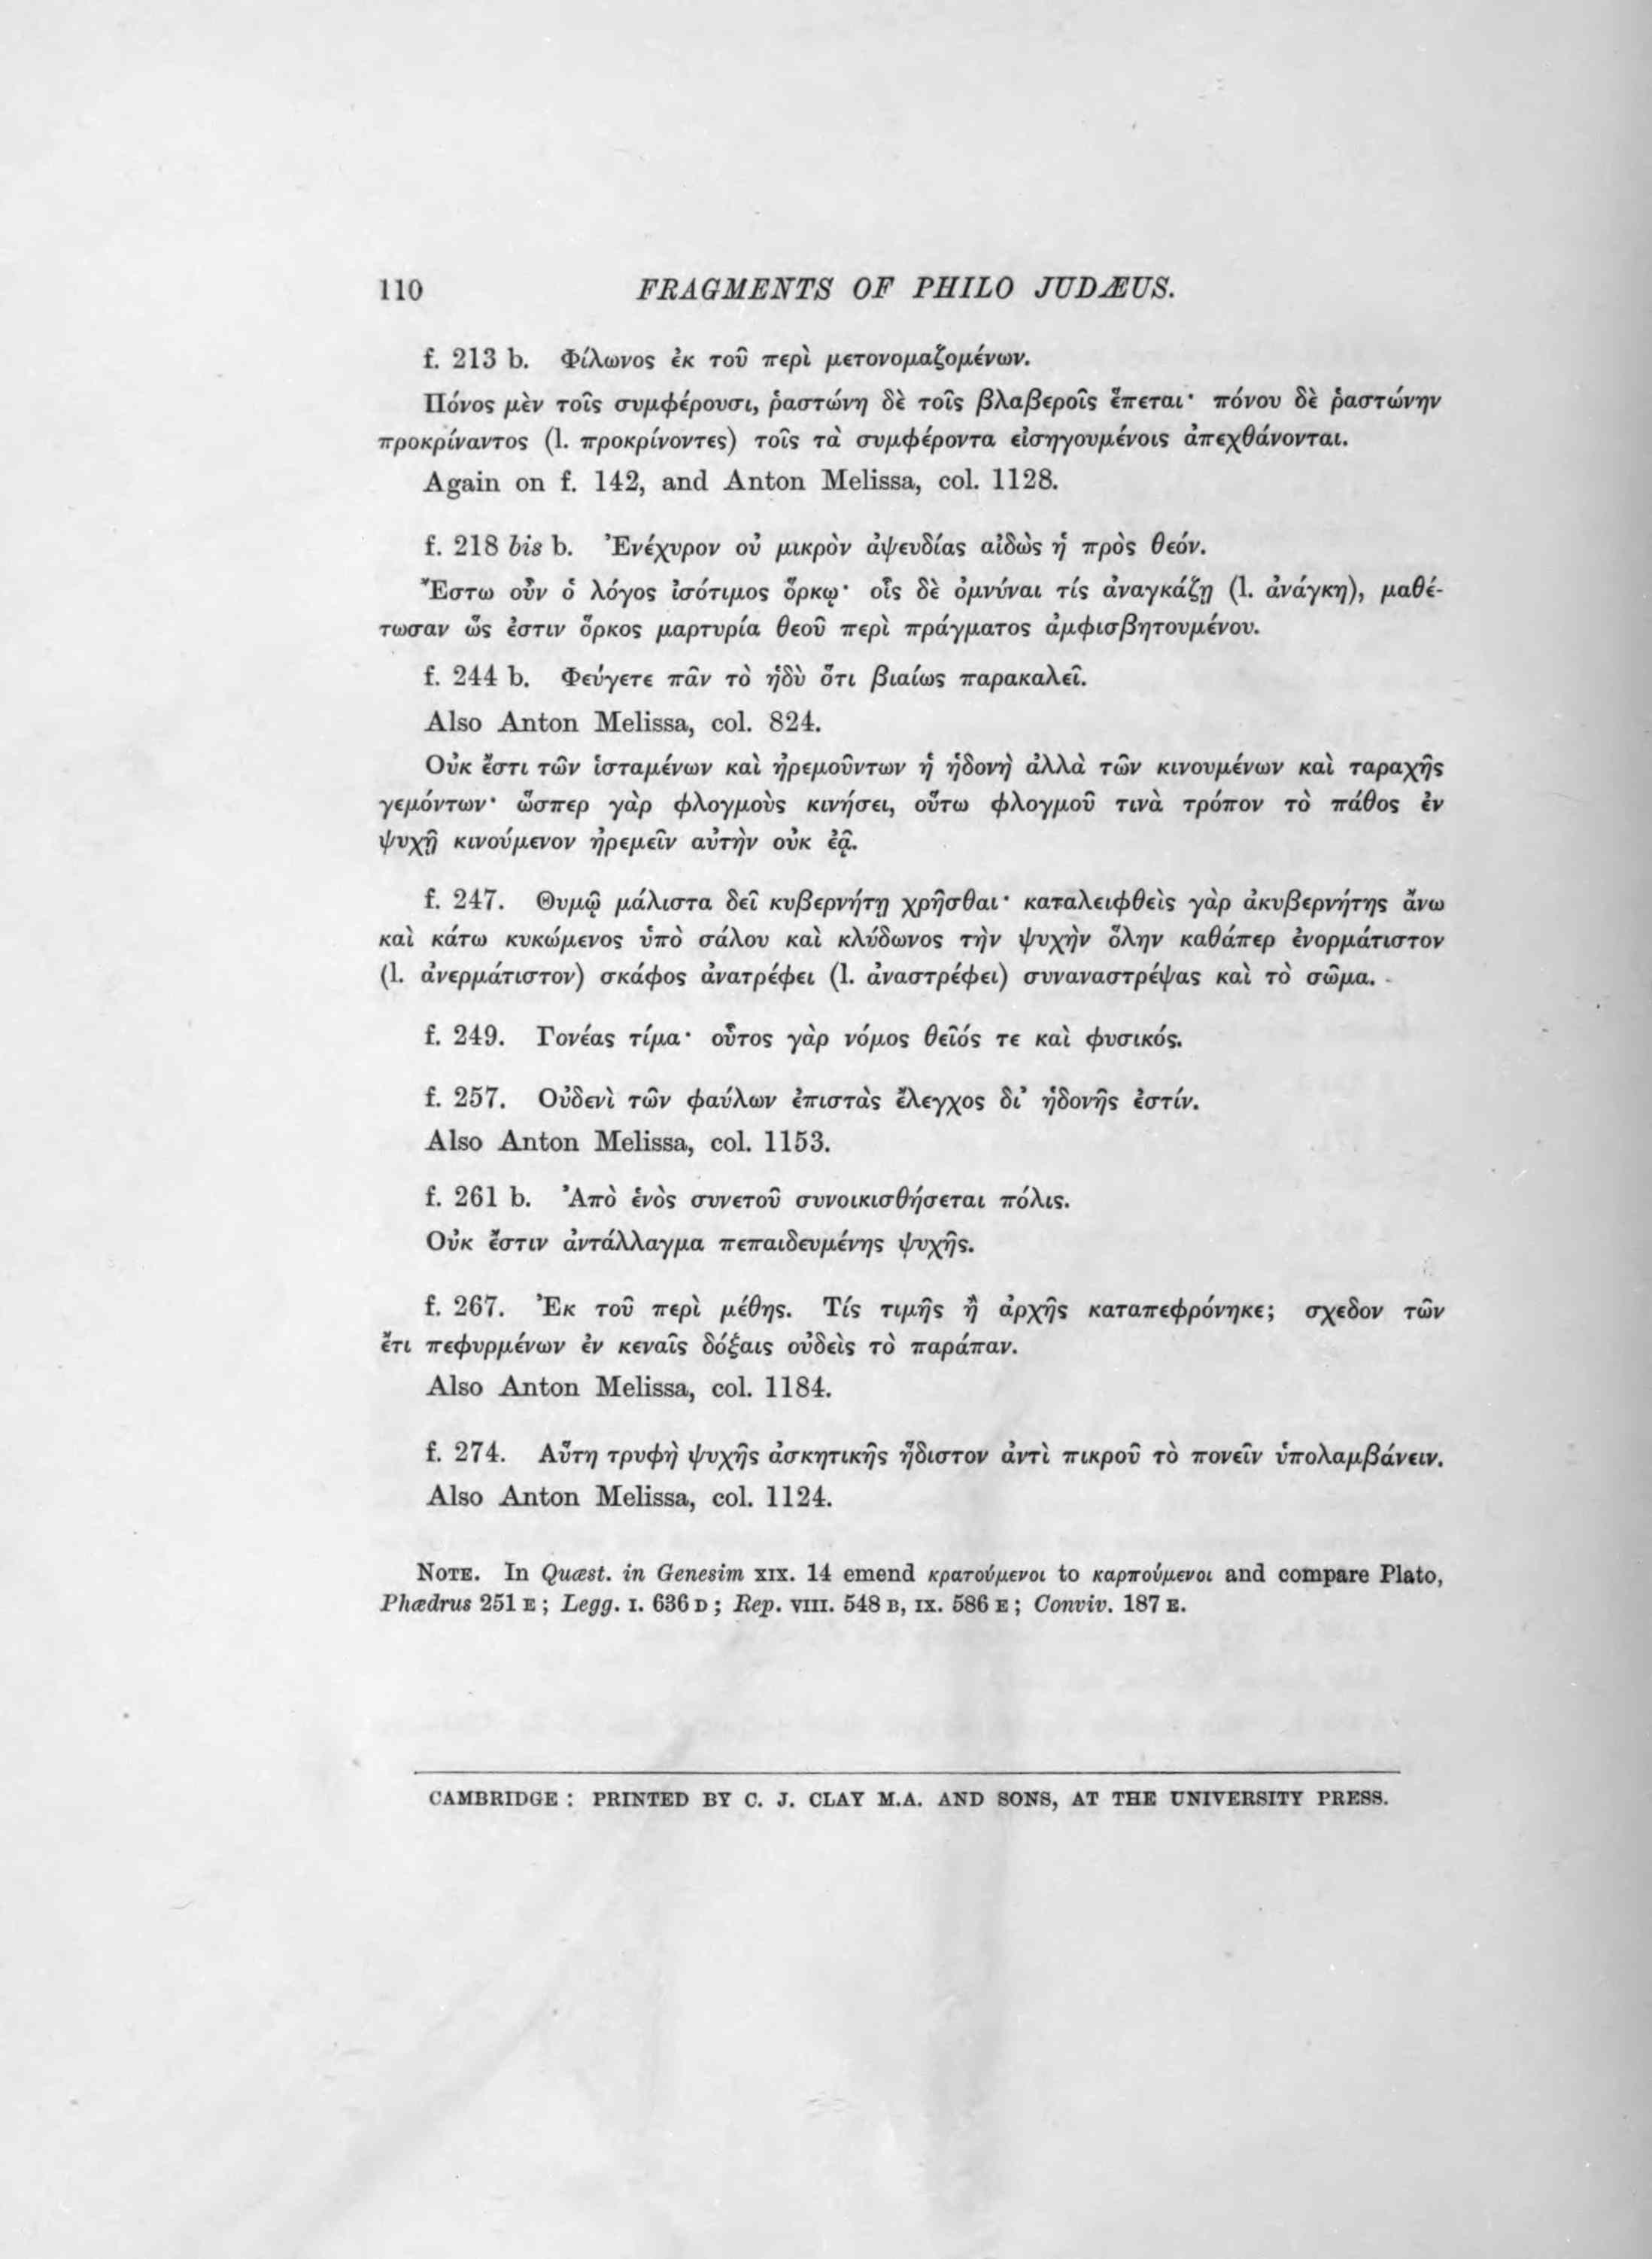 110 FRAGMENTS OF PHILO JUDÆUS.
f. 213 b. Φίλωνος ἐκ τοῦ περὶ μετονομαζομένων.
Πόνος μὲν τοῖς συμφέρουσι, ῥαστώνη δὲ τοῖς βλαβεροῖς ἕπεται· πόνου δὲ ῥαστώνην
προκρίναντος (l. προκρίνοντες) τοῖς τὰ συμφέροντα εἰσηγουμένοις ἀπεχθάνονται.
Again on f. 142, and Anton Melissa, col. 1128.
f. 218 bis b. Ἐνέχυρον οὐ μικρὸν ἀψευδίας αἰδὼς ἡ πρὸς θεόν.
Ἔστω οὖν ὁ λόγος ἰσότιμος ὅρκῳ· οἷς δὲ ὀμνύναι τίς ἀναγκάζῃ (l. ἀνάγκη), μαθέ-
τωσαν ὥς ἐστιν ὅρκος μαρτυρία θεοῦ περὶ πράγματος ἀμφισβητουμένου.
f. 244 b. Φεύγετε πᾶν τὸ ἡδὺ ὅτι βιαίως παρακαλεῖ.
Also Anton Melissa, col. 824.
Οὐκ ἔστι τῶν ἱσταμένων καὶ ἠρεμοῦντων ἡ ἡδονὴ ἀλλὰ τῶν κινουμένων καὶ ταραχῆς
γεμόντων· ὥσπερ γὰρ φλογμοὺς κινήσει, οὕτω φλογμοῦ τινὰ τρόπον τὸ πάθος ἐν
ψυχῇ κινούμενον ἠρεμεῖν αὐτὴν οὐκ ἐᾷ.
f. 247. Θυμῷ μάλιστα δεῖ κυβερνήτῃ χρῆσθαι· καταλειφθεὶς γὰρ ἀκυβερνήτης ἄνω
καὶ κάτω κυκώμενος ὑπὸ σάλου καὶ κλύδωνος τὴν ψυχὴν ὅλην καθάπερ ἐνορμάτιστον
(l. ἀνερμάτιστον) σκάφος ἀνατρέφει (l. ἀναστρέφει) συναναστρέψας καὶ τὸ σῶμα.
f. 249. Γονέας τίμα· οὗτος γὰρ νόμος θεῖός τε καὶ φυσικός.
f. 257. Οὐδενὶ τῶν φαύλων ἐπιστὰς ἔλεγχος δι' ἡδονῆς ἐστίν.
Also Anton Melissa, col. 1153.
f. 261 b. Ἀπὸ ἑνὸς συνετοῦ συνοικισθήσεται πόλις.
Οὐκ ἔστιν ἀντάλλαγμα πεπαιδευμένης ψυχῆς.
f. 267. Ἐκ τοῦ περὶ μέθης. Τίς τιμῆς ἢ ἀρχῆς καταπεφρόνηκε; σχεδον τῶν
ἔτι πεφυρμένων ἐν κεναῖς δόξαις οὐδεὶς τὸ παράπαν.
Also Anton Melissa, col. 1184.
f. 274. Αὕτη τρυφὴ ψυχῆς ἀσκητικῆς ἥδιστον ἀντὶ πικροῦ τὸ πονεῖν ὑπολαμβάνειν.
Also Anton Melissa, col. 1124.
NOTE. In Quæst. in Genesim XIX. 14 emend κρατούμενοι to καρπούμενοι and compare Plato,
Phædrus 251 E; Legg. I. 636 D; Rep. VIII. 548 B, IX. 586 E; Conviv. 187 E.
CAMBRIDGE: PRINTED BY C. J. CLAY M.A. AND SONS, AT THE UNIVERSITY PRESS.